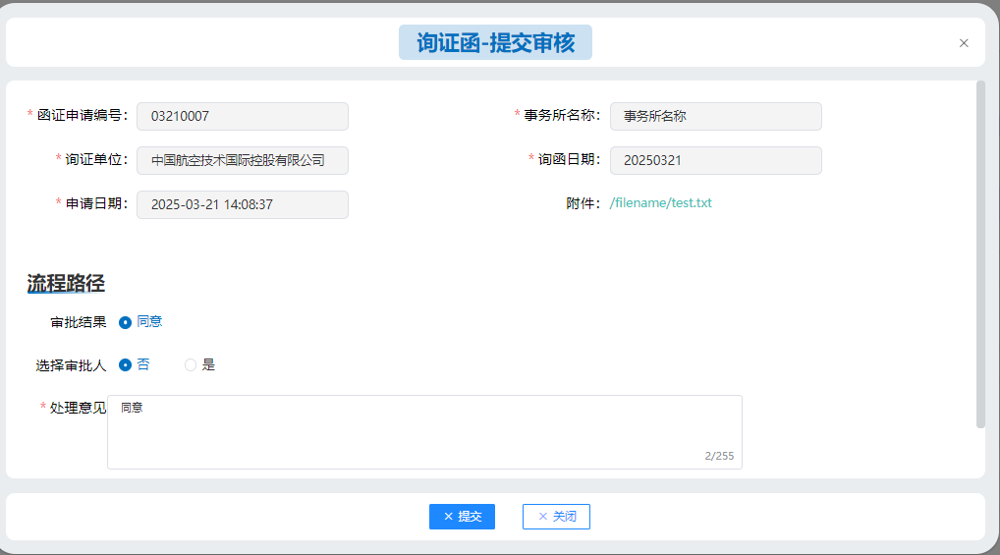 询证函-提交审核
* 函证申请编号： 03210007
* 事务所名称： 事务所名称
* 询证单位： 中国航空技术国际控股有限公司
* 询函日期： 20250321
* 申请日期： 2025-03-21 14:08:37
附件： /filename/test.txt
流程路径
审批结果 同意
选择审批人 否 是
* 处理意见 同意
2/255
提交 关闭